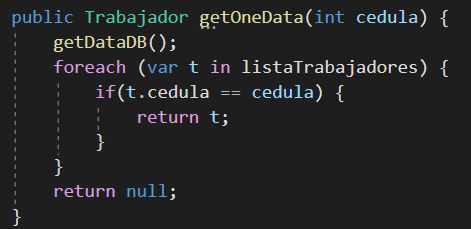 public Trabajador getOneData(int cedula) {
    getDataDB();
    foreach (var t in listaTrabajadores) {
        if(t.cedula == cedula) {
            return t;
        }
    }
    return null;
}